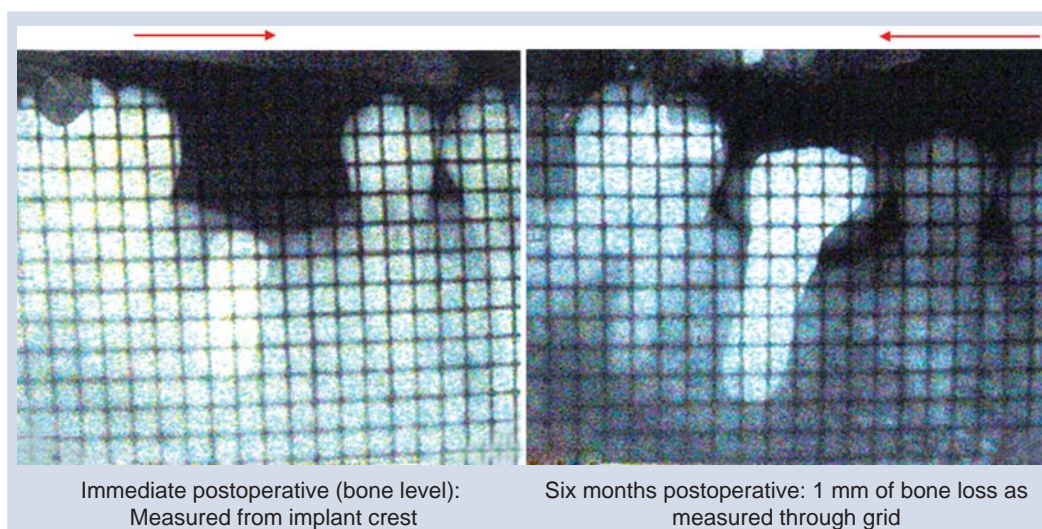 Immediate postoperative (bone level):
Measured from implant crest
Six months postoperative: 1 mm of bone loss as
measured through grid